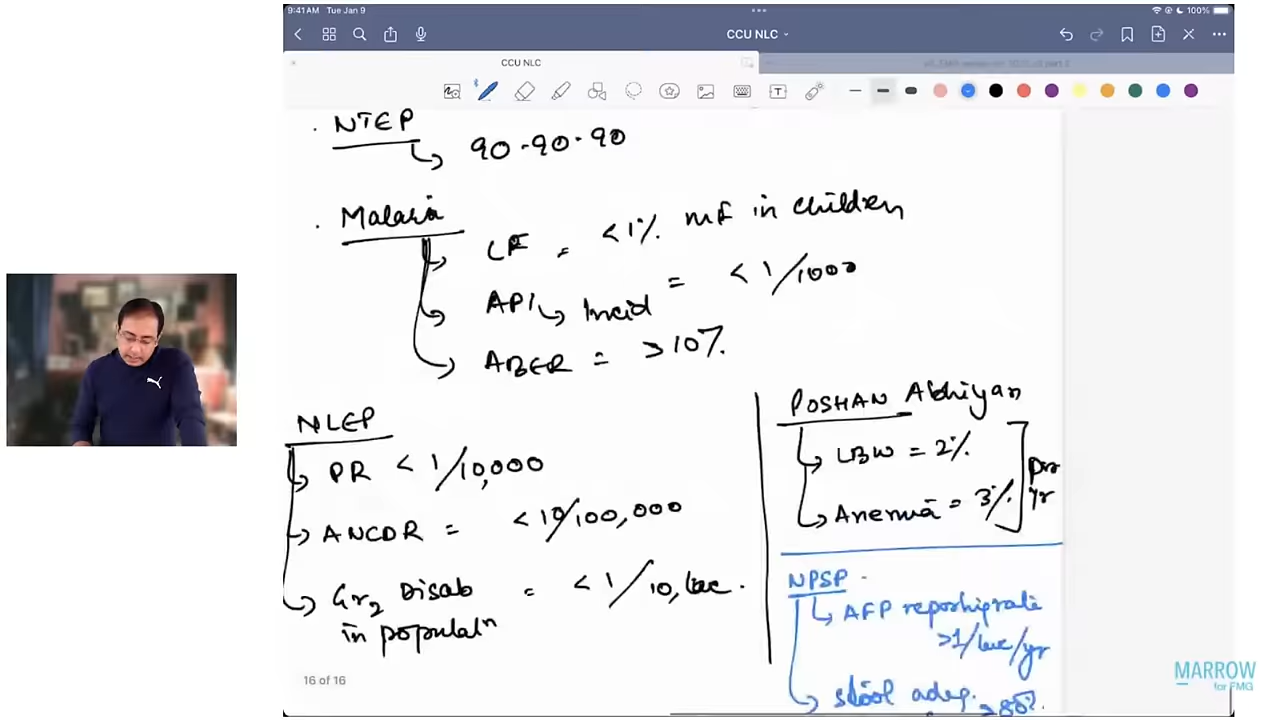 9:41 AM Tue Jan 9
100%
CCU NLC
CCU NLC
T
NTEP
90-90-90
Malaria
LF = <1% mf in children
API Incid = <1/1000
ABER = >10%
NLEP
PR < 1/10,000
ANCDR = <10/100,000
Gr2 Disab in populatn = <1/10, lac.
POSHAN Abhiyan
LBW = 2%
Anemia = 3%
per yr
NPSP
AFP reporting rate
>1/lac/yr
stool adeq.
>80%.
16 of 16
MARROW
for FMG